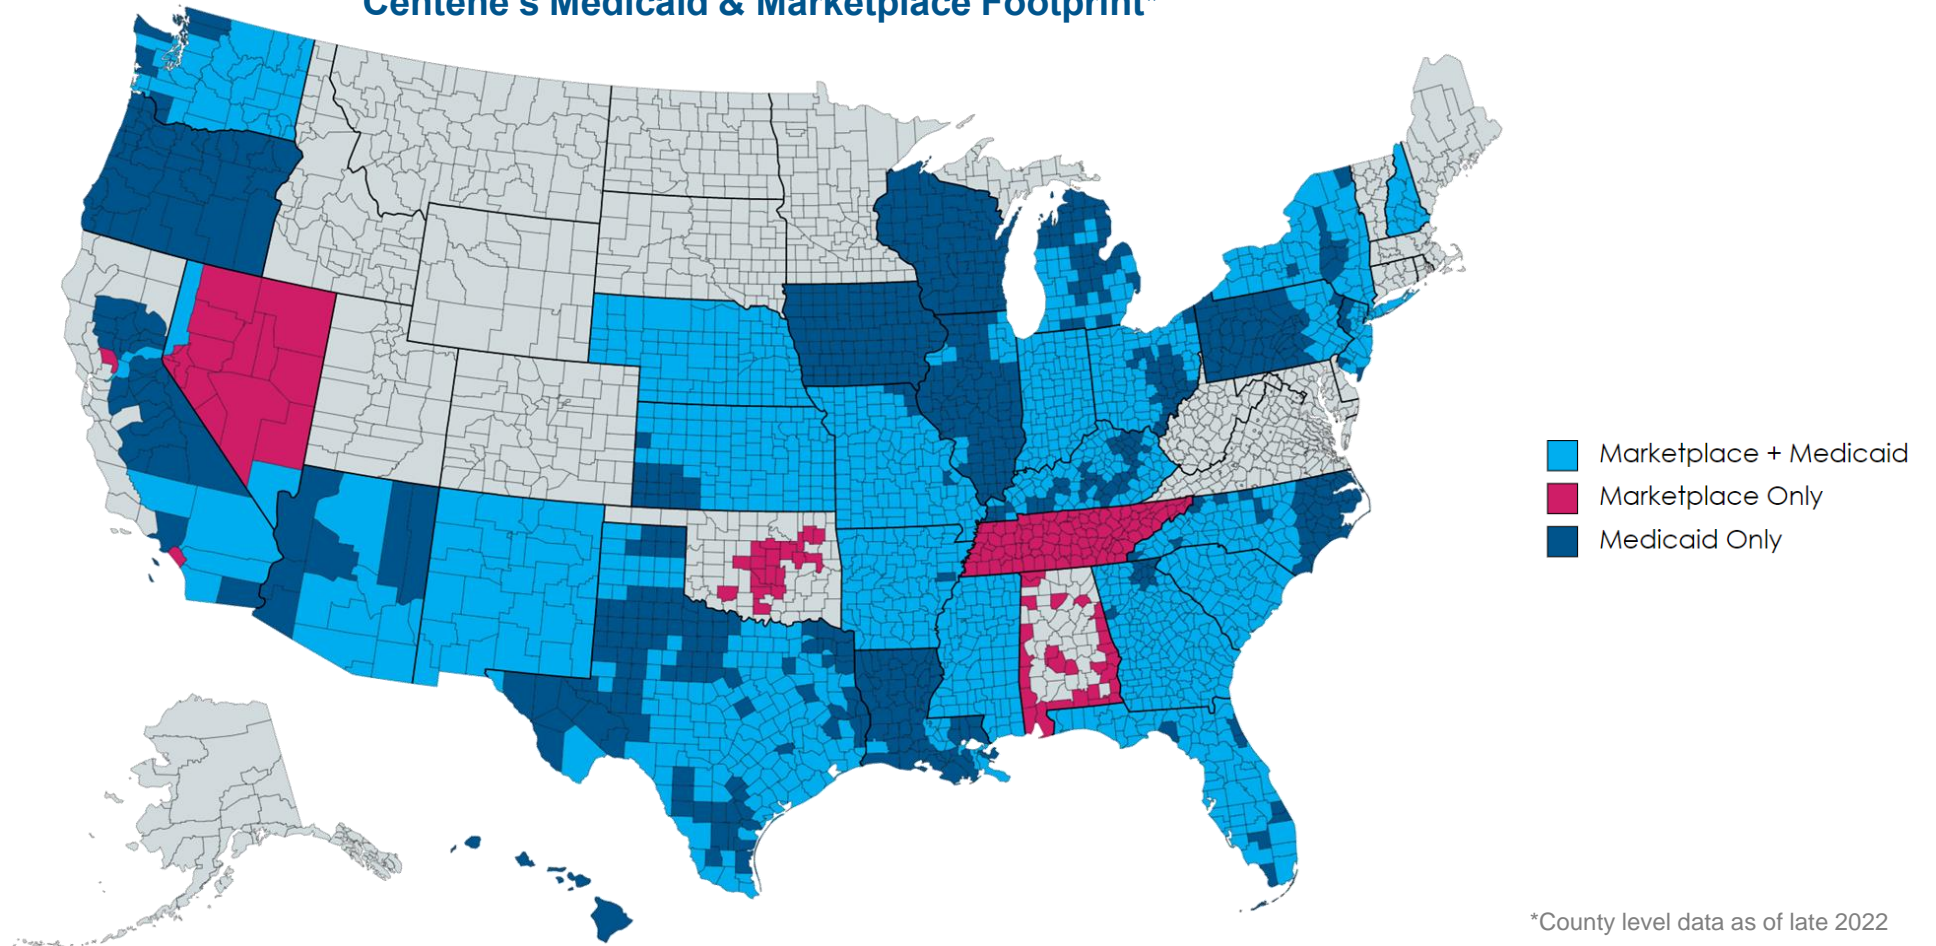 Centene's Medicaid & Marketplace Footprint*
Marketplace + Medicaid
Marketplace Only
Medicaid Only
*County level data as of late 2022